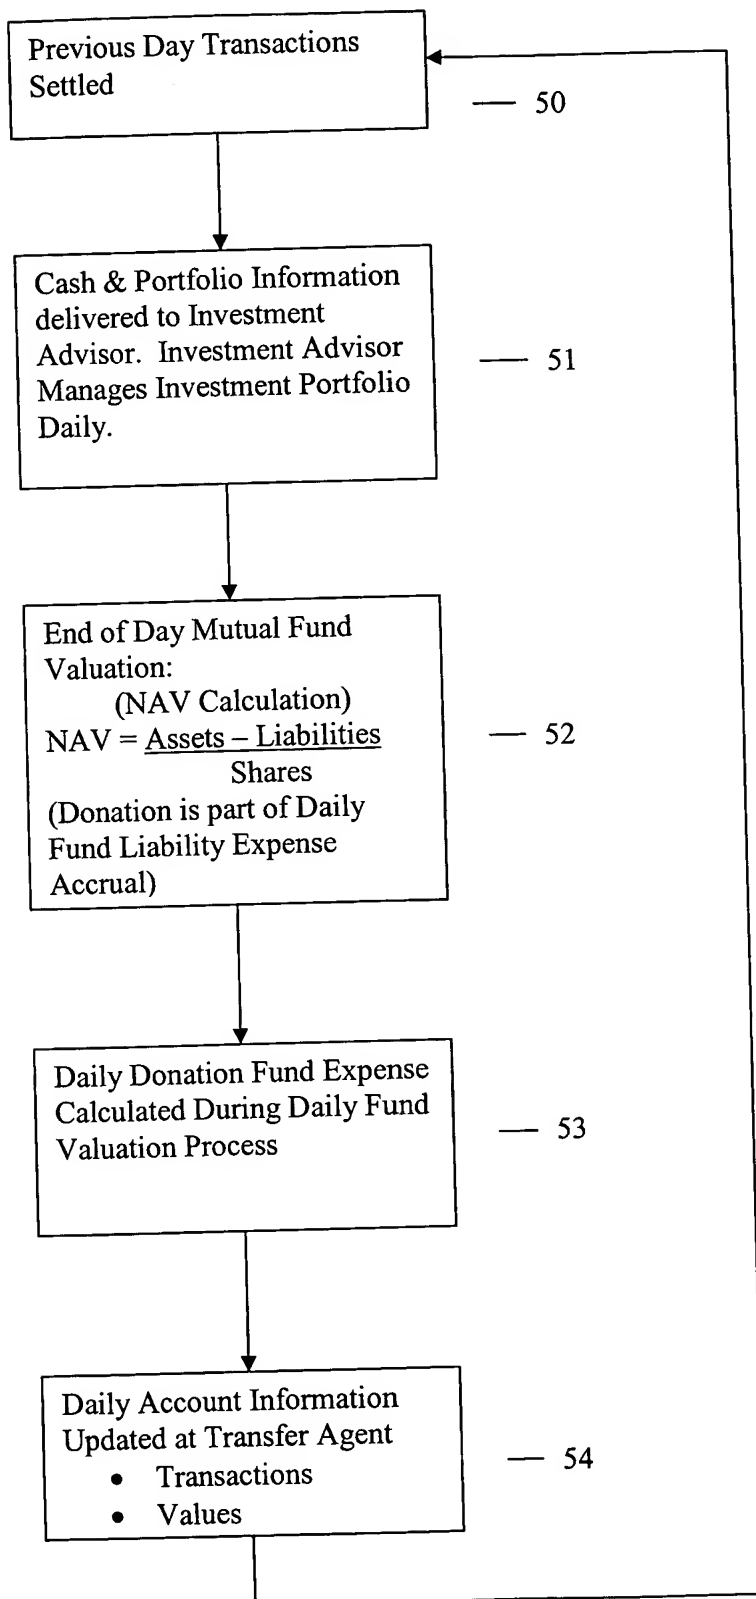 Previous Day Transactions
Settled
— 50
Cash & Portfolio Information
delivered to Investment
Advisor. Investment Advisor
Manages Investment Portfolio
Daily.
— 51
End of Day Mutual Fund
Valuation:
(NAV Calculation)
NAV = Assets – Liabilities
Shares
(Donation is part of Daily
Fund Liability Expense
Accrual)
— 52
Daily Donation Fund Expense
Calculated During Daily Fund
Valuation Process
— 53
Daily Account Information
Updated at Transfer Agent
• Transactions
• Values
— 54